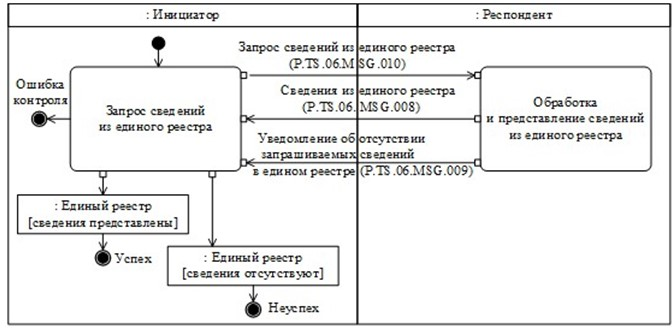 : Инициатор
: Респондент
Запрос сведений из единого реестра
(P.TS.06.MSG.010)
Ошибка
контроля
Запрос сведений
из единого реестра
Сведения из единого реестра
(P.TS.06.MSG.008)
Обработка
и представление сведений
из единого реестра
Уведомление об отсутствии
запрашиваемых сведений
в едином реестре (P.TS.06.MSG.009)
: Единый реестр
[сведения представлены]
Успех
: Единый реестр
[сведения отсутствуют]
Неуспех